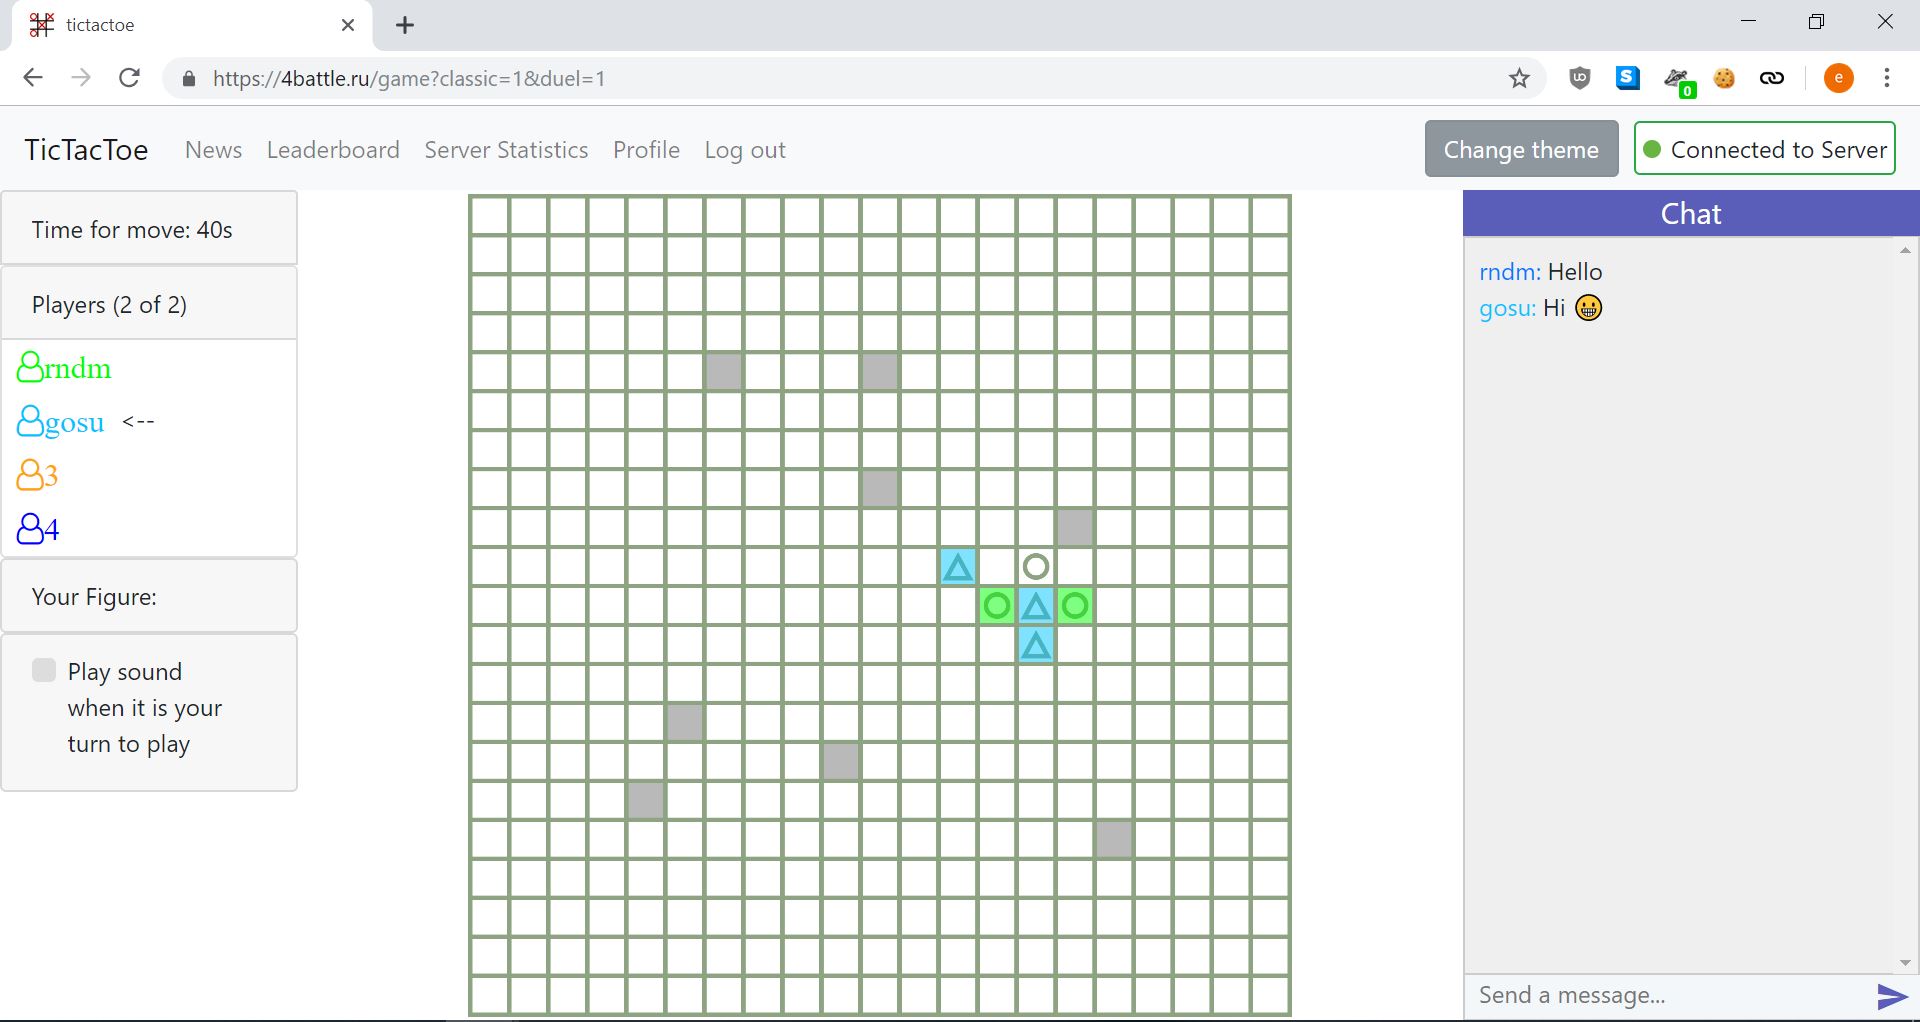 tictactoe
https://4battle.ru/game?classic=1&duel=1
S
0
e
TicTacToe News Leaderboard Server Statistics Profile Log out Change theme Connected to Server
Time for move: 40s
Players (2 of 2)
rndm
gosu <--
3
4
Your Figure:
Play sound
when it is your
turn to play
Chat
rndm: Hello
gosu: Hi 😀
Send a message...